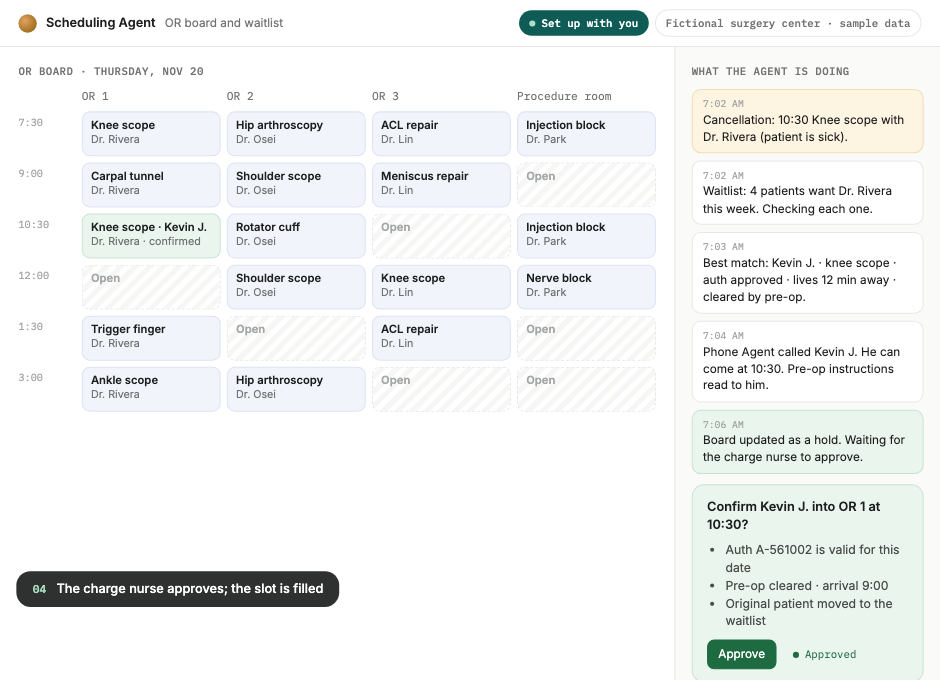 Scheduling Agent OR board and waitlist
Set up with you
Fictional surgery center · sample data
OR BOARD · THURSDAY, NOV 20
OR 1 OR 2 OR 3 Procedure room
7:30
Knee scope
Dr. Rivera
Hip arthroscopy
Dr. Osei
ACL repair
Dr. Lin
Injection block
Dr. Park
9:00
Carpal tunnel
Dr. Rivera
Shoulder scope
Dr. Osei
Meniscus repair
Dr. Lin
Open
10:30
Knee scope · Kevin J.
Dr. Rivera · confirmed
Rotator cuff
Dr. Osei
Open
Injection block
Dr. Park
12:00
Open
Shoulder scope
Dr. Osei
Knee scope
Dr. Lin
Nerve block
Dr. Park
1:30
Trigger finger
Dr. Rivera
Open
ACL repair
Dr. Lin
Open
3:00
Ankle scope
Dr. Rivera
Hip arthroscopy
Dr. Osei
Open
Open
04 The charge nurse approves; the slot is filled
WHAT THE AGENT IS DOING
7:02 AM
Cancellation: 10:30 Knee scope with
Dr. Rivera (patient is sick).
7:02 AM
Waitlist: 4 patients want Dr. Rivera
this week. Checking each one.
7:03 AM
Best match: Kevin J. · knee scope ·
auth approved · lives 12 min away ·
cleared by pre-op.
7:04 AM
Phone Agent called Kevin J. He can
come at 10:30. Pre-op instructions
read to him.
7:06 AM
Board updated as a hold. Waiting for
the charge nurse to approve.
Confirm Kevin J. into OR 1 at
10:30?
• Auth A-561002 is valid for this
date
• Pre-op cleared · arrival 9:00
• Original patient moved to the
waitlist
Approve
Approved